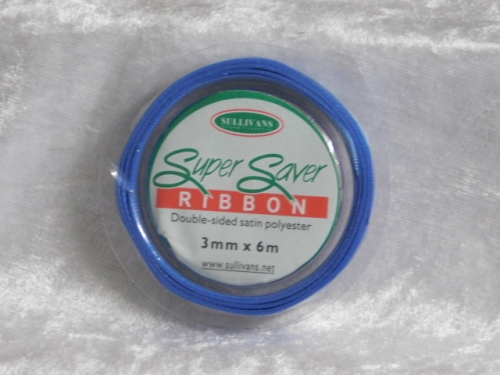 SULLIVANS
Super Saver
RIBBON
Double-sided satin polyester
3mm x 6m
www.sullivans.net